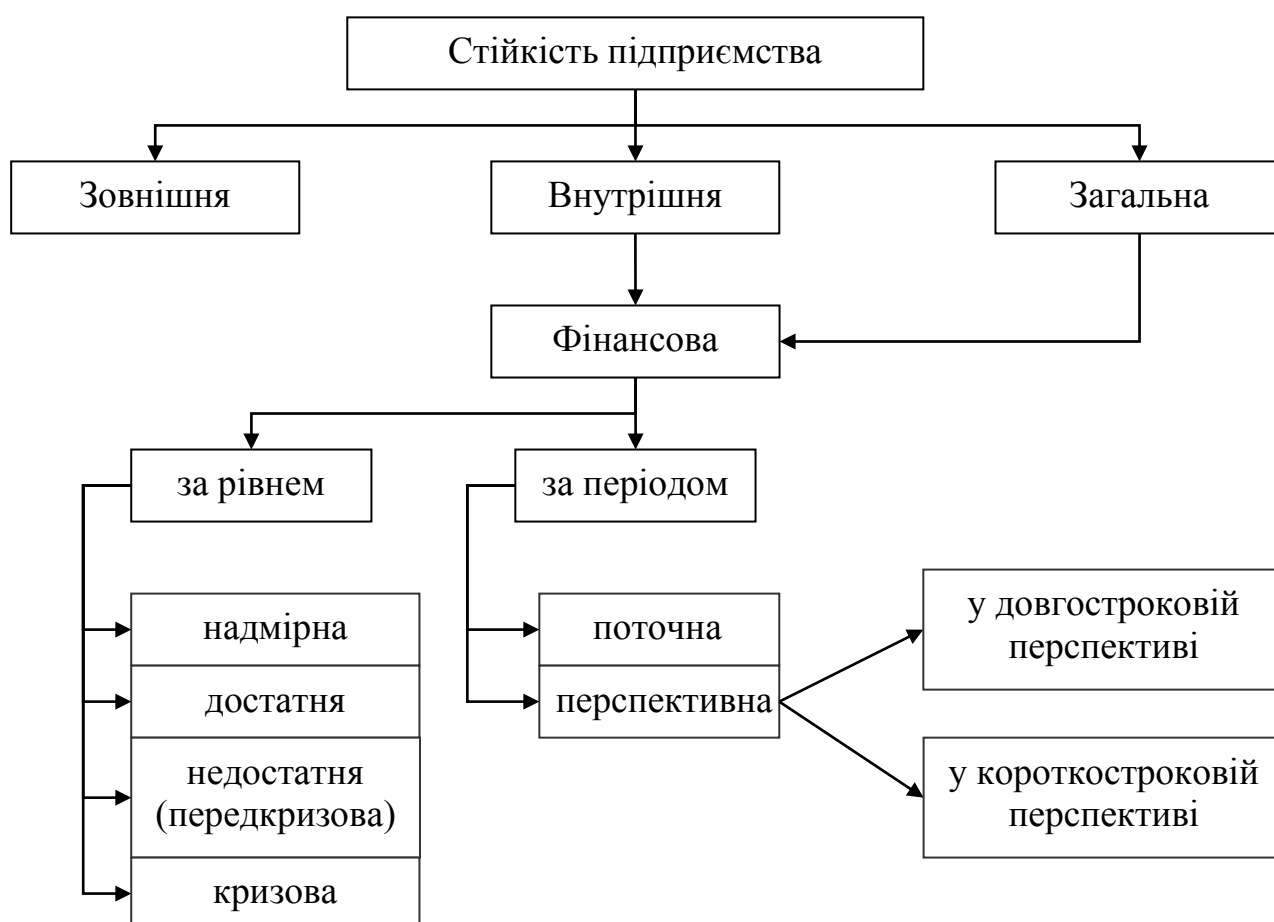 Стійкість підприємства
Зовнішня
Внутрішня
Загальна
Фінансова
за рівнем
за періодом
надмірна
достатня
недостатня
(передкризова)
кризова
поточна
перспективна
у довгостроковій
перспективі
у короткостроковій
перспективі